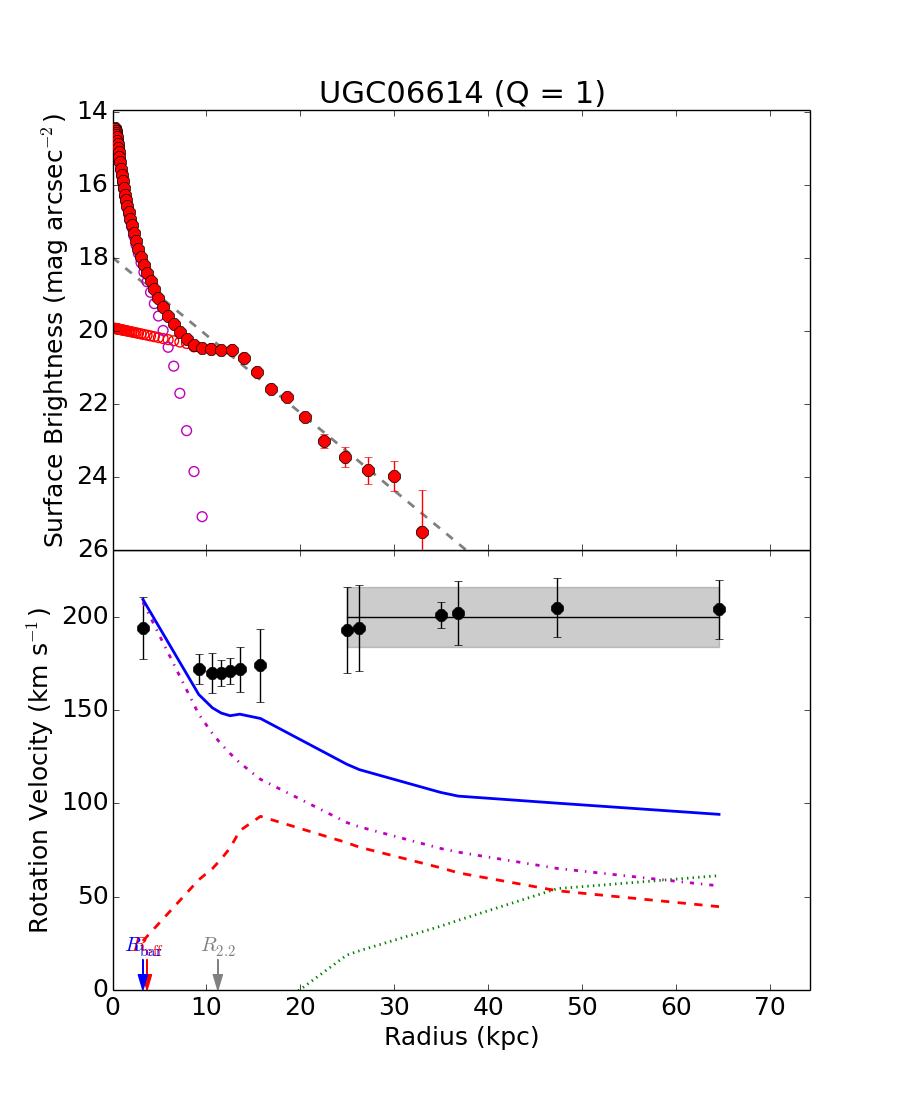 UGC06614 (Q = 1)
14
16
18
20
22
24
26
Surface Brightness (mag arcsec−2)
200
150
100
50
0
Rotation Velocity (km s−1)
R2.2
0 10 20 30 40 50 60 70
Radius (kpc)